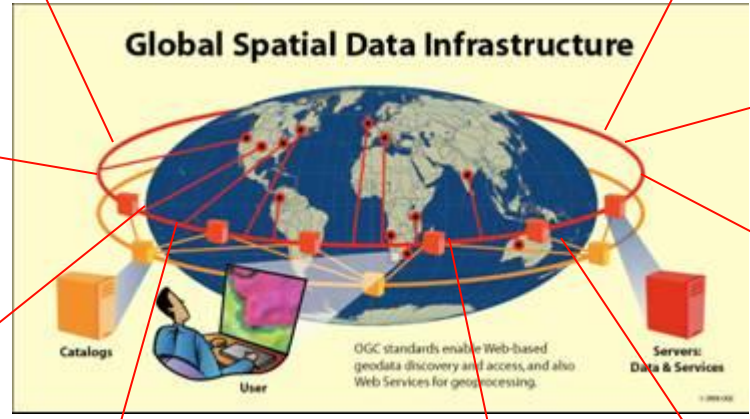 Global Spatial Data Infrastructure
Catalogs
User
OGC standards enable Web-based
geodata discovery and access, and also
Web Services for geoprocessing.
Servers:
Data & Services